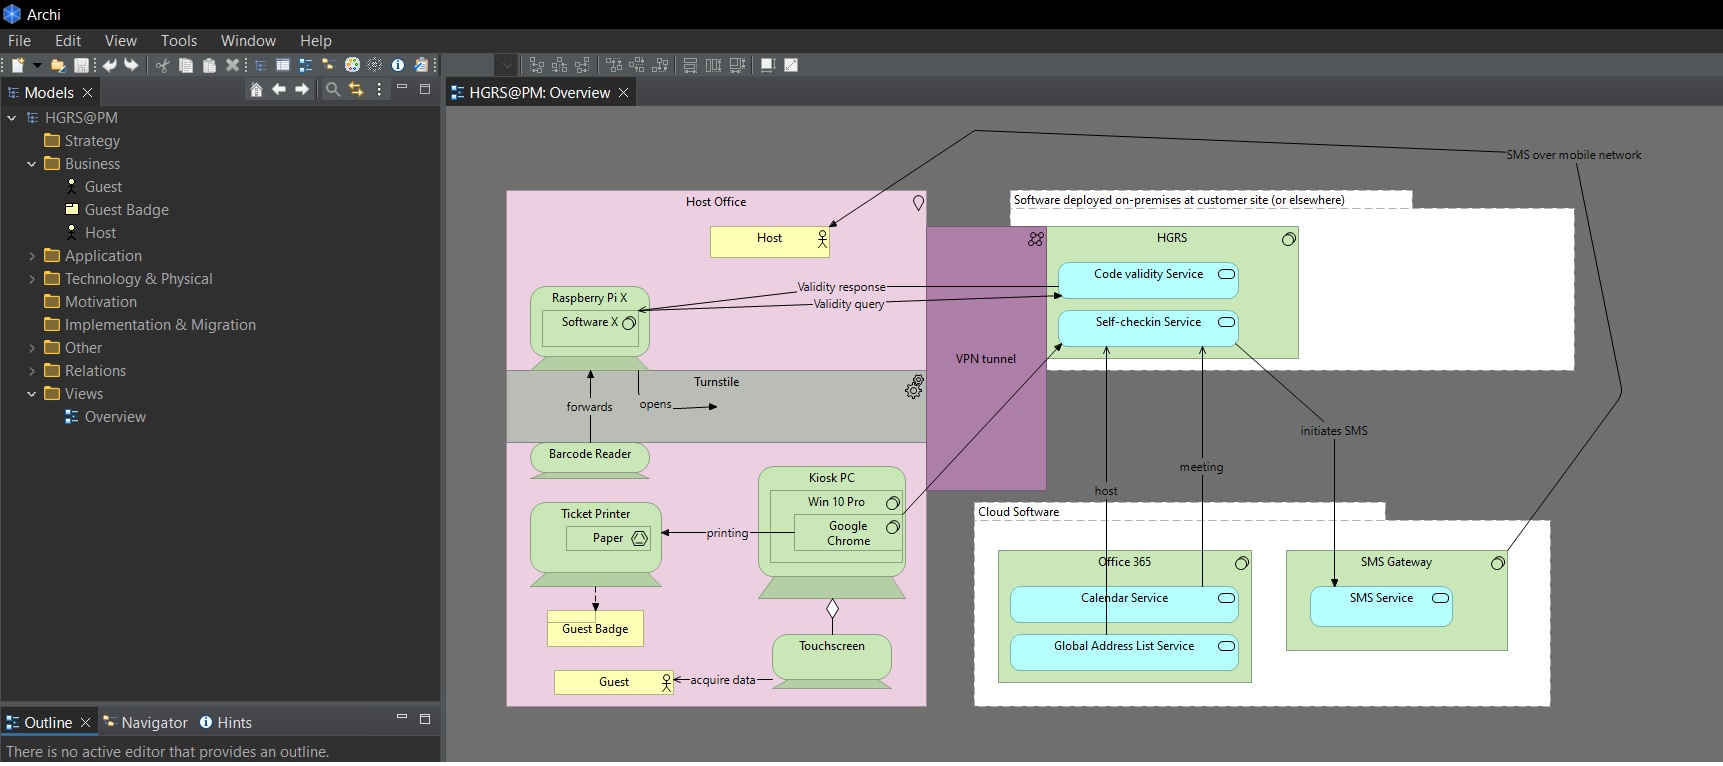 Archi
File Edit View Tools Window Help
Models
HGRS@PM
Strategy
Business
Guest
Guest Badge
Host
Application
Technology & Physical
Motivation
Implementation & Migration
Other
Relations
Views
Overview
Outline Navigator Hints
There is no active editor that provides an outline.
HGRS@PM: Overview
SMS over mobile network
Host Office
Host
Raspberry Pi X
Software X
Validity response
Validity query
Turnstile
forwards
opens
Barcode Reader
Ticket Printer
Paper
printing
Kiosk PC
Win 10 Pro
Google
Chrome
Guest Badge
Touchscreen
Guest
acquire data
VPN tunnel
Software deployed on-premises at customer site (or elsewhere)
HGRS
Code validity Service
Self-checkin Service
initiates SMS
meeting
host
Cloud Software
Office 365
Calendar Service
Global Address List Service
SMS Gateway
SMS Service